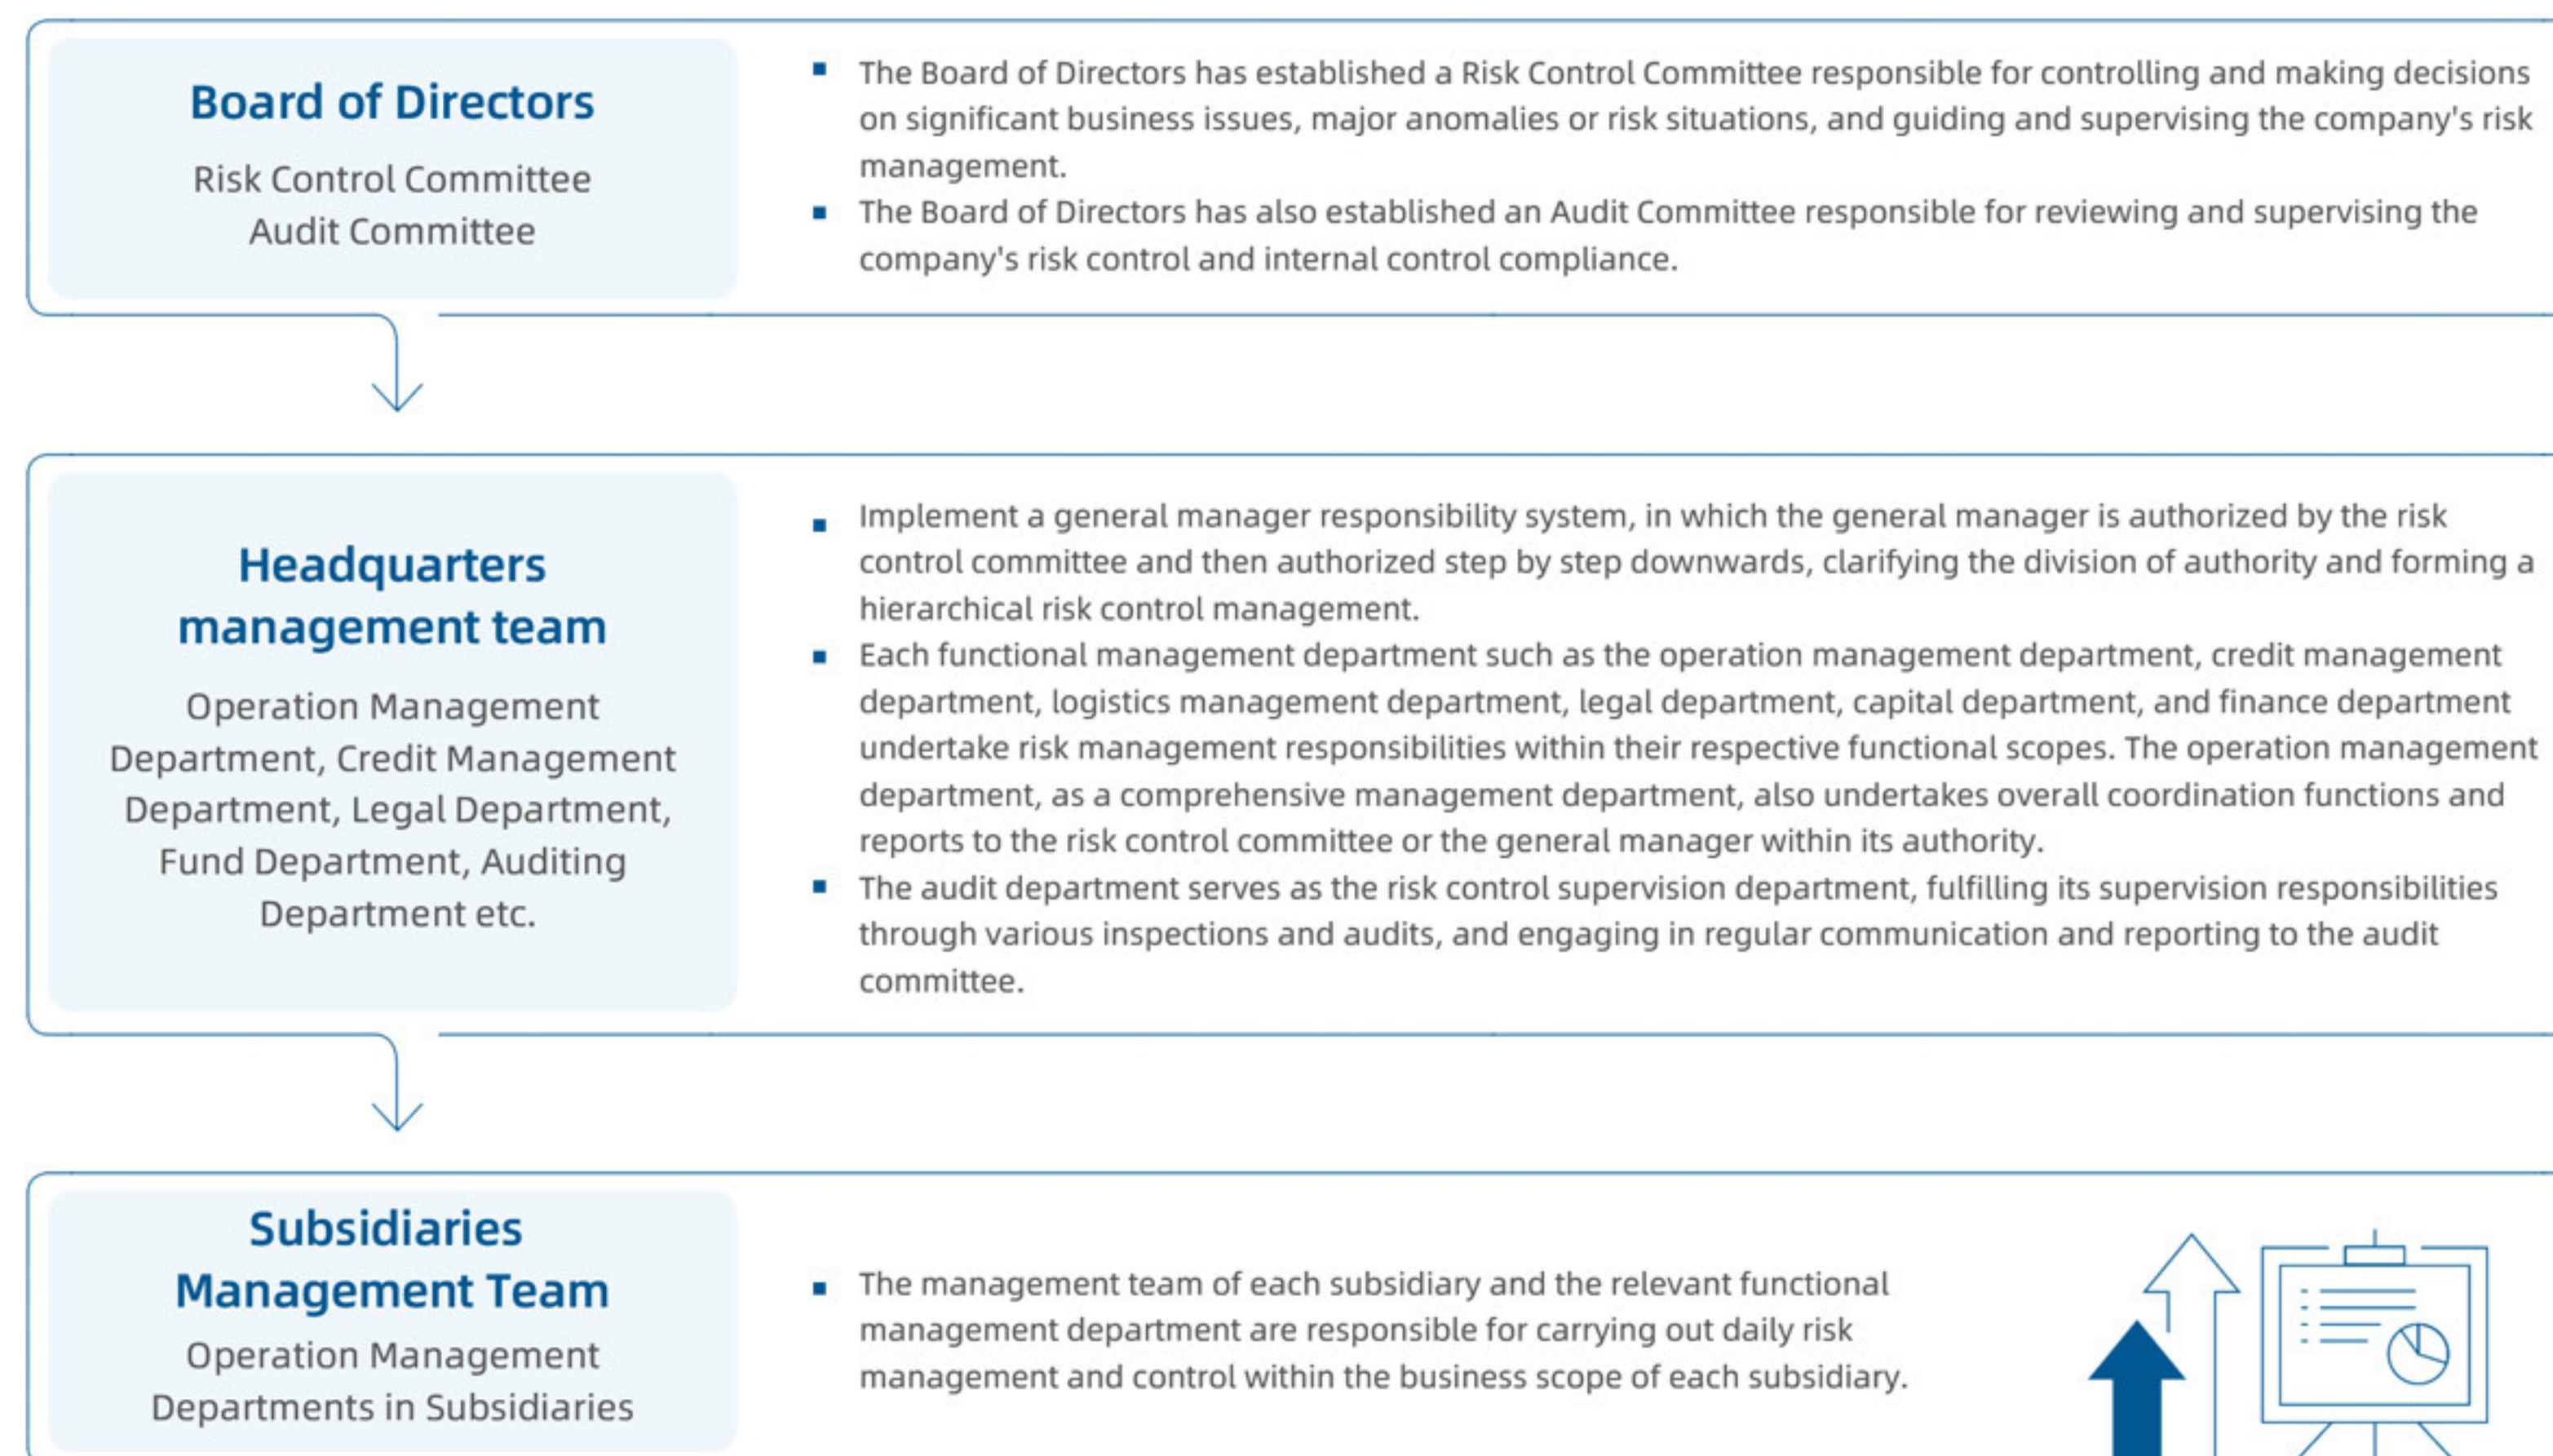 Board of Directors
Risk Control Committee
Audit Committee
■ The Board of Directors has established a Risk Control Committee responsible for controlling and making decisions
on significant business issues, major anomalies or risk situations, and guiding and supervising the company's risk
management.
■ The Board of Directors has also established an Audit Committee responsible for reviewing and supervising the
company's risk control and internal control compliance.
Headquarters
management team
Operation Management
Department, Credit Management
Department, Legal Department,
Fund Department, Auditing
Department etc.
■ Implement a general manager responsibility system, in which the general manager is authorized by the risk
control committee and then authorized step by step downwards, clarifying the division of authority and forming a
hierarchical risk control management.
■ Each functional management department such as the operation management department, credit management
department, logistics management department, legal department, capital department, and finance department
undertake risk management responsibilities within their respective functional scopes. The operation management
department, as a comprehensive management department, also undertakes overall coordination functions and
reports to the risk control committee or the general manager within its authority.
■ The audit department serves as the risk control supervision department, fulfilling its supervision responsibilities
through various inspections and audits, and engaging in regular communication and reporting to the audit
committee.
Subsidiaries
Management Team
Operation Management
Departments in Subsidiaries
■ The management team of each subsidiary and the relevant functional
management department are responsible for carrying out daily risk
management and control within the business scope of each subsidiary.